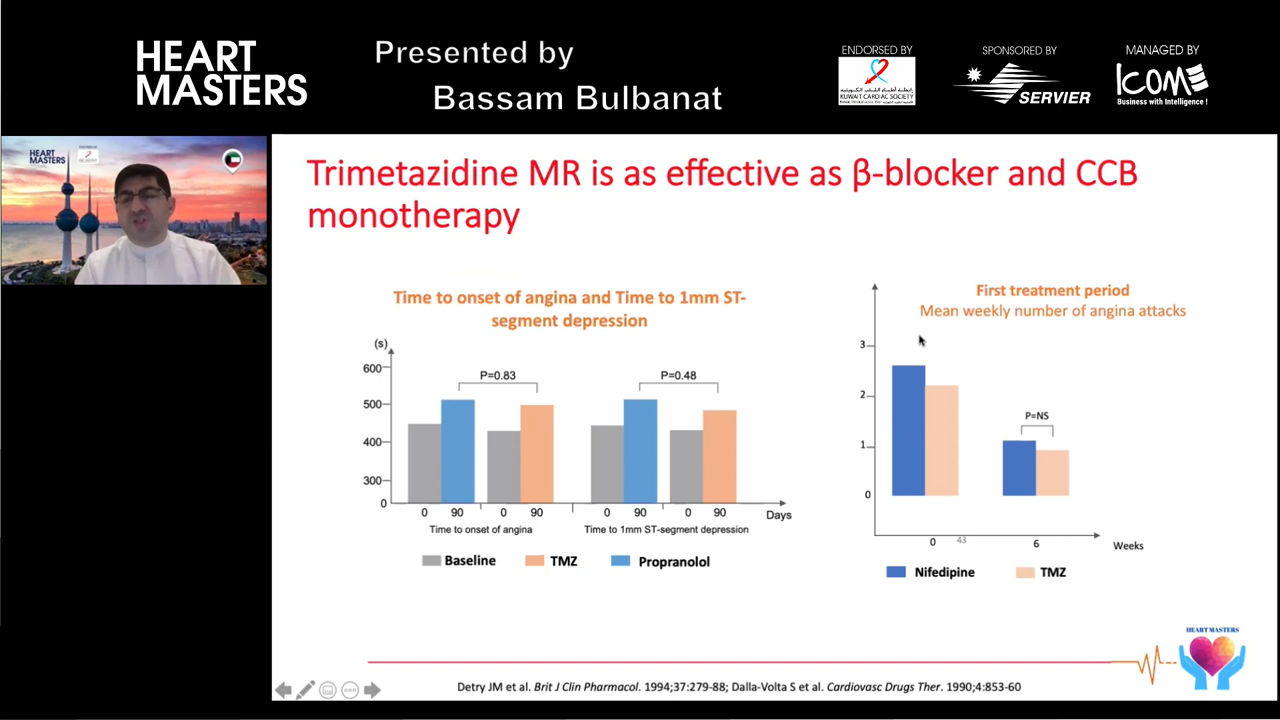 HEART
MASTERS
Presented by
Bassam Bulbanat
ENDORSED BY
KUWAIT CARDIAC SOCIETY
SPONSORED BY
SERVIER
MANAGED BY
ICOME
Business with Intelligence !
HEART
MASTERS
Trimetazidine MR is as effective as β-blocker and CCB
monotherapy
Time to onset of angina and Time to 1mm ST-
segment depression
(s)
600
500
400
300
0
P=0.83
P=0.48
0 90 0 90 0 90 0 90
Days
Time to onset of angina
Time to 1mm ST-segment depression
Baseline TMZ Propranolol
First treatment period
Mean weekly number of angina attacks
3
2
1
0
P=NS
0 43 6
Weeks
Nifedipine TMZ
HEART MASTERS
Detry JM et al. Brit J Clin Pharmacol. 1994;37:279-88; Dalla-Volta S et al. Cardiovasc Drugs Ther. 1990;4:853-60